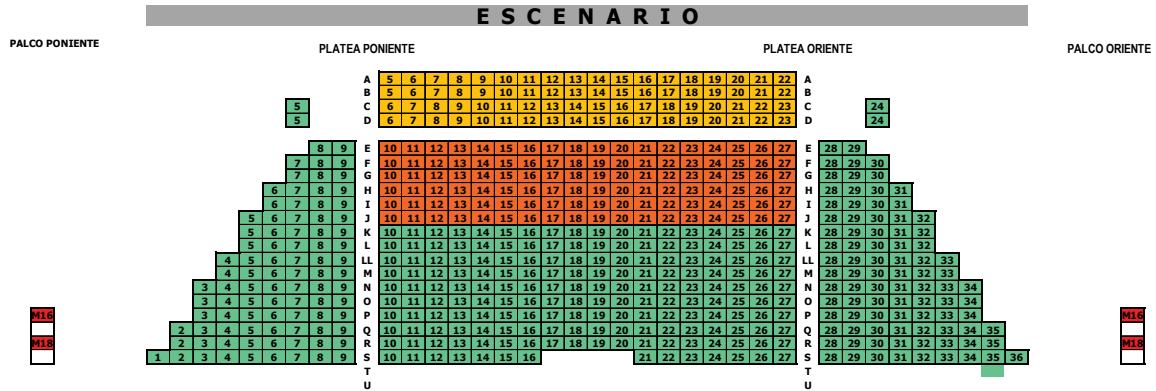 E S C E N A R I O
PALCO PONIENTE PLATEA PONIENTE PLATEA ORIENTE PALCO ORIENTE
A 5 6 7 8 9 10 11 12 13 14 15 16 17 18 19 20 21 22 A
B 5 6 7 8 9 10 11 12 13 14 15 16 17 18 19 20 21 22 B
5 C 6 7 8 9 10 11 12 13 14 15 16 17 18 19 20 21 22 23 C 24
5 D 6 7 8 9 10 11 12 13 14 15 16 17 18 19 20 21 22 23 D 24
8 9 E 10 11 12 13 14 15 16 17 18 19 20 21 22 23 24 25 26 27 E 28 29
7 8 9 F 10 11 12 13 14 15 16 17 18 19 20 21 22 23 24 25 26 27 F 28 29 30
7 8 9 G 10 11 12 13 14 15 16 17 18 19 20 21 22 23 24 25 26 27 G 28 29 30
6 7 8 9 H 10 11 12 13 14 15 16 17 18 19 20 21 22 23 24 25 26 27 H 28 29 30 31
6 7 8 9 I 10 11 12 13 14 15 16 17 18 19 20 21 22 23 24 25 26 27 I 28 29 30 31
5 6 7 8 9 J 10 11 12 13 14 15 16 17 18 19 20 21 22 23 24 25 26 27 J 28 29 30 31 32
5 6 7 8 9 K 10 11 12 13 14 15 16 17 18 19 20 21 22 23 24 25 26 27 K 28 29 30 31 32
5 6 7 8 9 L 10 11 12 13 14 15 16 17 18 19 20 21 22 23 24 25 26 27 L 28 29 30 31 32
4 5 6 7 8 9 LL 10 11 12 13 14 15 16 17 18 19 20 21 22 23 24 25 26 27 LL 28 29 30 31 32 33
4 5 6 7 8 9 M 10 11 12 13 14 15 16 17 18 19 20 21 22 23 24 25 26 27 M 28 29 30 31 32 33
3 4 5 6 7 8 9 N 10 11 12 13 14 15 16 17 18 19 20 21 22 23 24 25 26 27 N 28 29 30 31 32 33 34
3 4 5 6 7 8 9 O 10 11 12 13 14 15 16 17 18 19 20 21 22 23 24 25 26 27 O 28 29 30 31 32 33 34
M16 3 4 5 6 7 8 9 P 10 11 12 13 14 15 16 17 18 19 20 21 22 23 24 25 26 27 P 28 29 30 31 32 33 34 M16
2 3 4 5 6 7 8 9 Q 10 11 12 13 14 15 16 17 18 19 20 21 22 23 24 25 26 27 Q 28 29 30 31 32 33 34 35
M18 2 3 4 5 6 7 8 9 R 10 11 12 13 14 15 16 17 18 19 20 21 22 23 24 25 26 27 R 28 29 30 31 32 33 34 35 M18
1 2 3 4 5 6 7 8 9 S 10 11 12 13 14 15 16 21 22 23 24 25 26 27 S 28 29 30 31 32 33 34 35 36
T T
U U